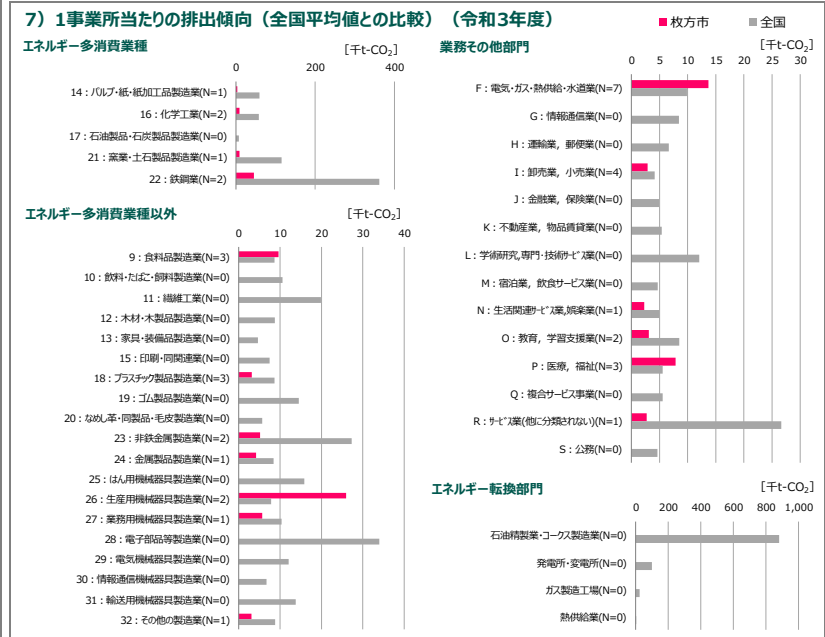 7）1事業所当たりの排出傾向（全国平均値との比較）（令和3年度）
■枚方市 ■全国
エネルギー多消費業種
［千t-CO₂］
0 200 400
14：パルプ・紙・紙加工品製造業(N=1)
16：化学工業(N=2)
17：石油製品・石炭製品製造業(N=0)
21：窯業・土石製品製造業(N=1)
22：鉄鋼業(N=2)
エネルギー多消費業種以外
［千t-CO₂］
0 10 20 30 40
9：食料品製造業(N=3)
10：飲料・たばこ・飼料製造業(N=0)
11：繊維工業(N=0)
12：木材・木製品製造業(N=0)
13：家具・装備品製造業(N=0)
15：印刷・同関連業(N=0)
18：プラスチック製品製造業(N=3)
19：ゴム製品製造業(N=0)
20：なめし革・同製品・毛皮製造業(N=0)
23：非鉄金属製造業(N=2)
24：金属製品製造業(N=1)
25：はん用機械器具製造業(N=0)
26：生産用機械器具製造業(N=2)
27：業務用機械器具製造業(N=1)
28：電子部品等製造業(N=0)
29：電気機械器具製造業(N=0)
30：情報通信機械器具製造業(N=0)
31：輸送用機械器具製造業(N=0)
32：その他の製造業(N=1)
業務その他部門
［千t-CO₂］
0 5 10 15 20 25 30
F：電気・ガス・熱供給・水道業(N=7)
G：情報通信業(N=0)
H：運輸業，郵便業(N=0)
I：卸売業，小売業(N=4)
J：金融業，保険業(N=0)
K：不動産業，物品賃貸業(N=0)
L：学術研究,専門・技術ｻｰﾋﾞｽ業(N=0)
M：宿泊業，飲食サービス業(N=0)
N：生活関連ｻｰﾋﾞｽ業,娯楽業(N=1)
O：教育，学習支援業(N=2)
P：医療，福祉(N=3)
Q：複合サービス事業(N=0)
R：ｻｰﾋﾞｽ業(他に分類されない)(N=1)
S：公務(N=0)
エネルギー転換部門
［千t-CO₂］
0 200 400 600 800 1,000
石油精製業・コークス製造業(N=0)
発電所・変電所(N=0)
ガス製造工場(N=0)
熱供給業(N=0)